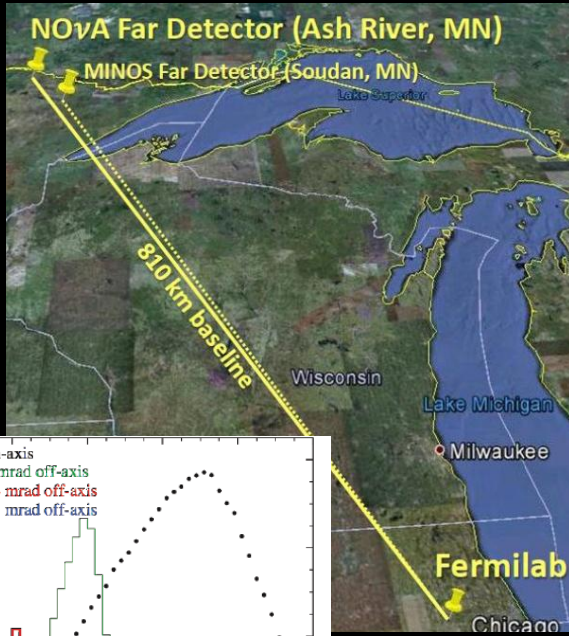 NOνA Far Detector (Ash River, MN)
MINOS Far Detector (Soudan, MN)
Lake Superior
810 km baseline
Wisconsin
Lake Michigan
Milwaukee
-axis
mrad off-axis
mrad off-axis
mrad off-axis
Fermilab
Chicago